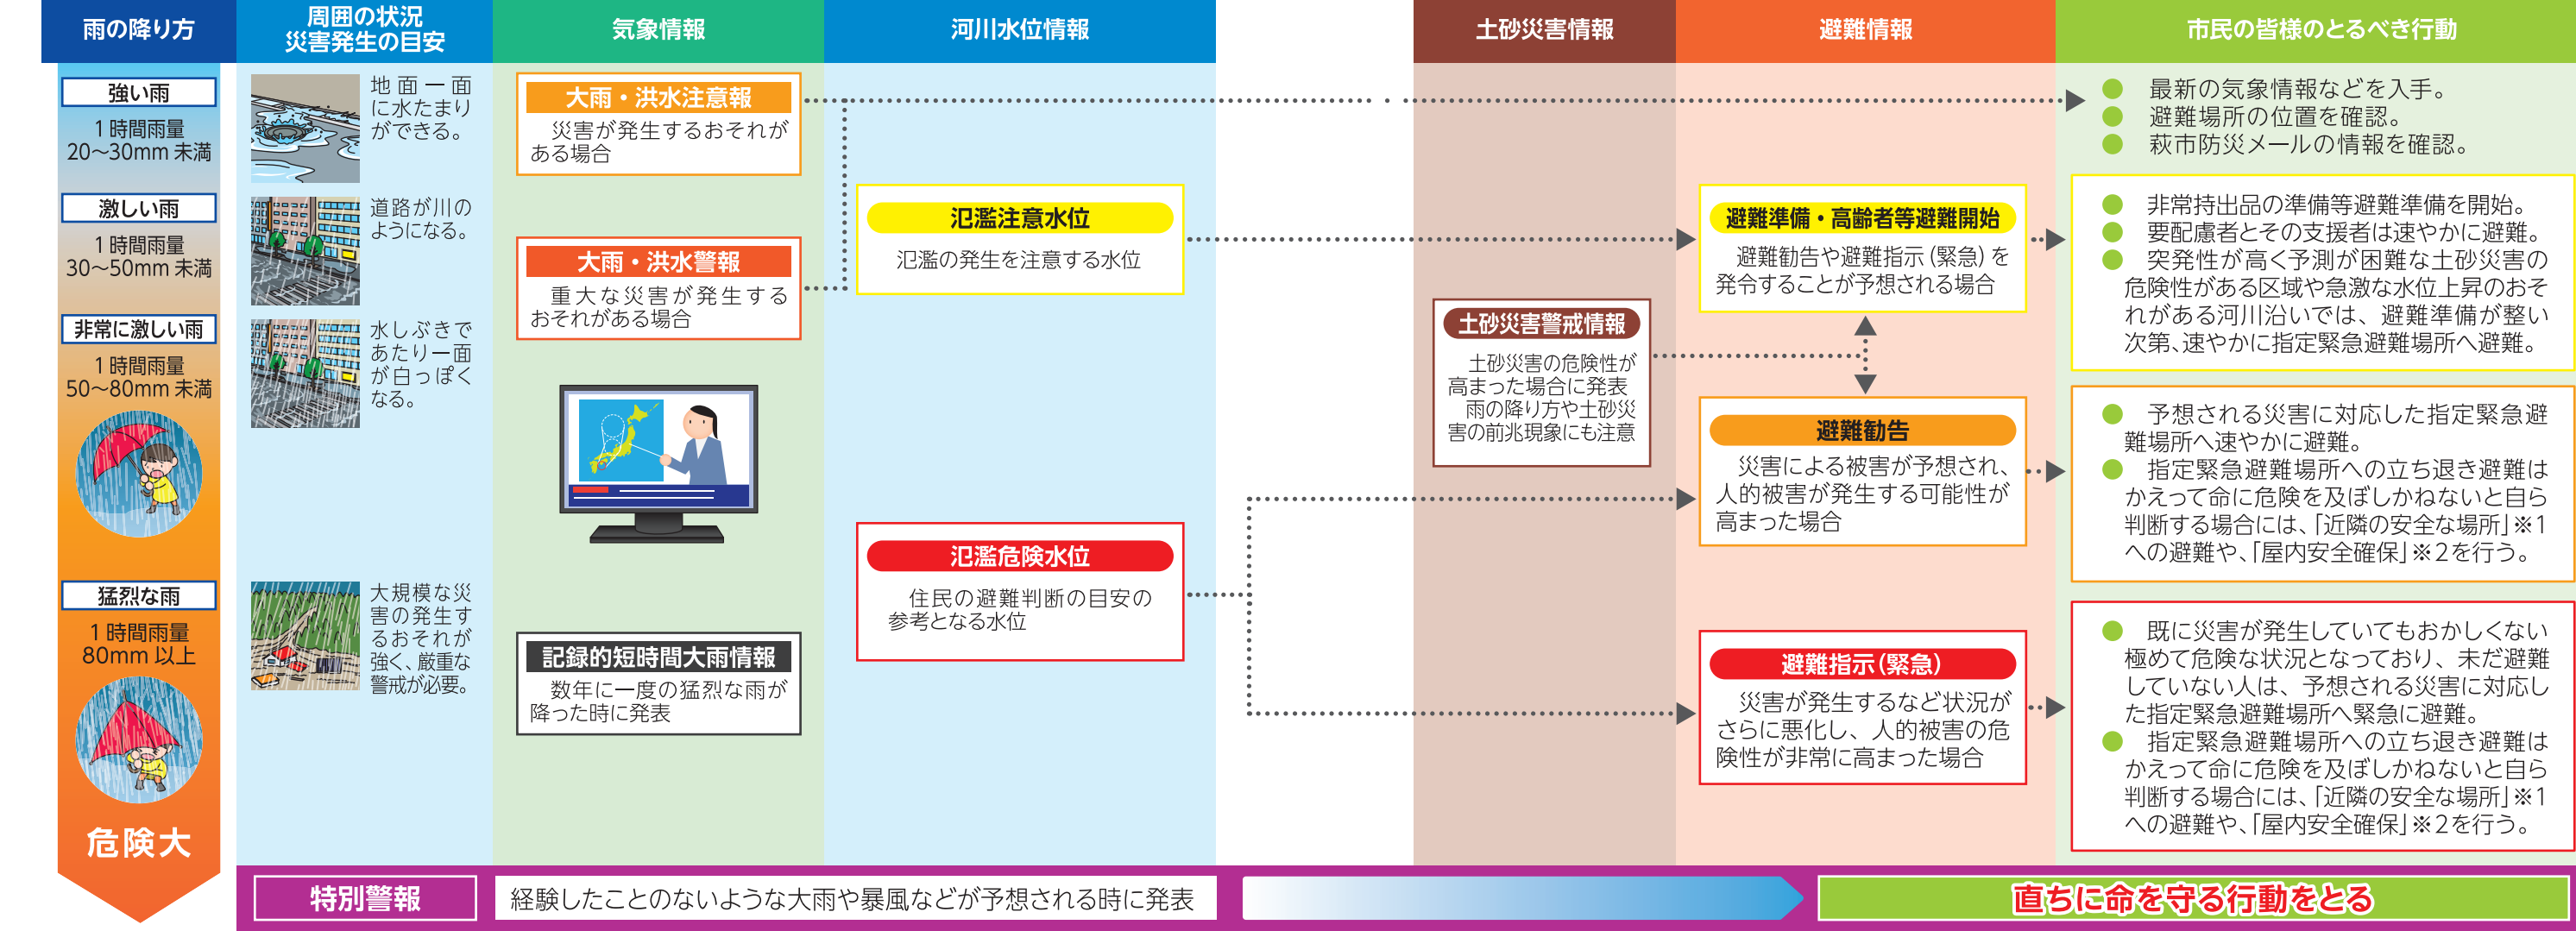 雨の降り方
周囲の状況
災害発生の目安
気象情報
河川水位情報
土砂災害情報
避難情報
市民の皆様のとるべき行動
強い雨
1時間雨量
20～30mm 未満
激しい雨
1時間雨量
30～50mm 未満
非常に激しい雨
1時間雨量
50～80mm 未満
猛烈な雨
1時間雨量
80mm 以上
危険大
地面一面
に水たまり
ができる。
道路が川の
ようになる。
水しぶきで
あたり一面
が白っぽく
なる。
大規模な災
害の発生す
るおそれが
強く、厳重な
警戒が必要。
大雨・洪水注意報
災害が発生するおそれが
ある場合
大雨・洪水警報
重大な災害が発生する
おそれがある場合
記録的短時間大雨情報
数年に一度の猛烈な雨が
降った時に発表
氾濫注意水位
氾濫の発生を注意する水位
氾濫危険水位
住民の避難判断の目安の
参考となる水位
土砂災害警戒情報
土砂災害の危険性が
高まった場合に発表
雨の降り方や土砂災
害の前兆現象にも注意
避難準備・高齢者等避難開始
避難勧告や避難指示（緊急）を
発令することが予想される場合
避難勧告
災害による被害が予想され、
人的被害が発生する可能性が
高まった場合
避難指示（緊急）
災害が発生するなど状況が
さらに悪化し、人的被害の危
険性が非常に高まった場合
● 最新の気象情報などを入手。
● 避難場所の位置を確認。
● 萩市防災メールの情報を確認。
● 非常持出品の準備等避難準備を開始。
● 要配慮者とその支援者は速やかに避難。
● 突発性が高く予測が困難な土砂災害の
危険性がある区域や急激な水位上昇のおそ
れがある河川沿いでは、避難準備が整い
次第、速やかに指定緊急避難場所へ避難。
● 予想される災害に対応した指定緊急避
難場所へ速やかに避難。
● 指定緊急避難場所への立ち退き避難は
かえって命に危険を及ぼしかねないと自ら
判断する場合には、「近隣の安全な場所」※1
への避難や、「屋内安全確保」※2を行う。
● 既に災害が発生していてもおかしくない
極めて危険な状況となっており、未だ避難
していない人は、予想される災害に対応し
た指定緊急避難場所へ緊急に避難。
● 指定緊急避難場所への立ち退き避難は
かえって命に危険を及ぼしかねないと自ら
判断する場合には、「近隣の安全な場所」※1
への避難や、「屋内安全確保」※2を行う。
特別警報
経験したことのないような大雨や暴風などが予想される時に発表
直ちに命を守る行動をとる